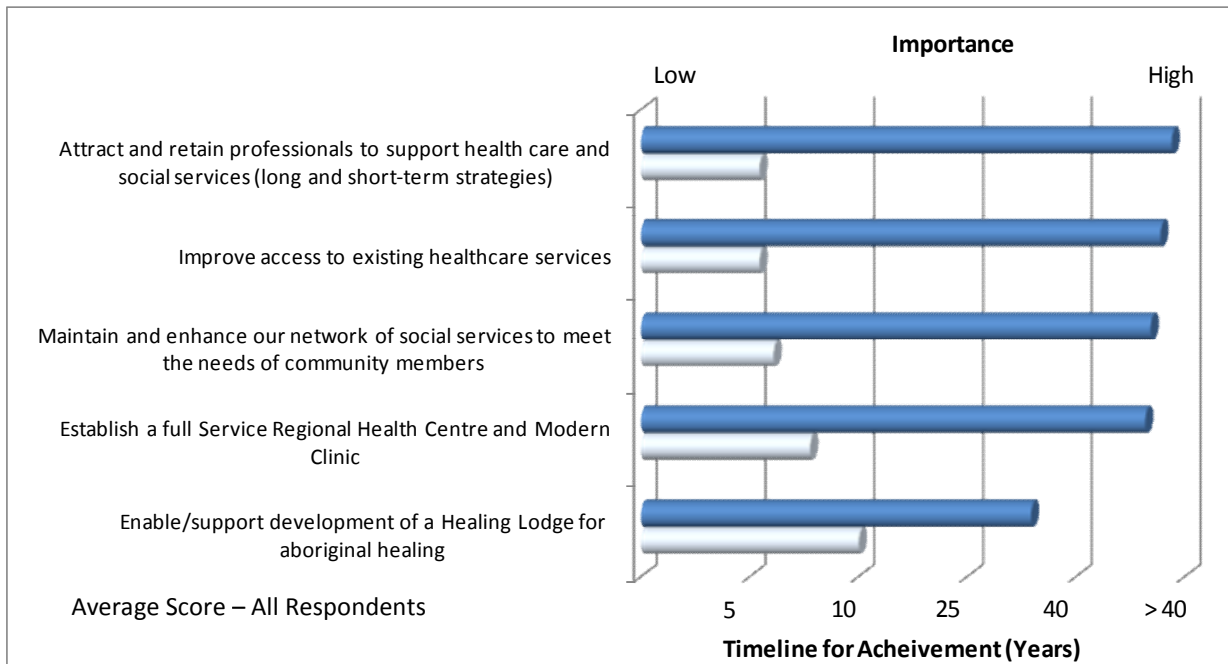 Importance
Low High
Attract and retain professionals to support health care and
social services (long and short-term strategies)
Improve access to existing healthcare services
Maintain and enhance our network of social services to meet
the needs of community members
Establish a full Service Regional Health Centre and Modern
Clinic
Enable/support development of a Healing Lodge for
aboriginal healing
Average Score – All Respondents
5 10 25 40 > 40
Timeline for Acheivement (Years)